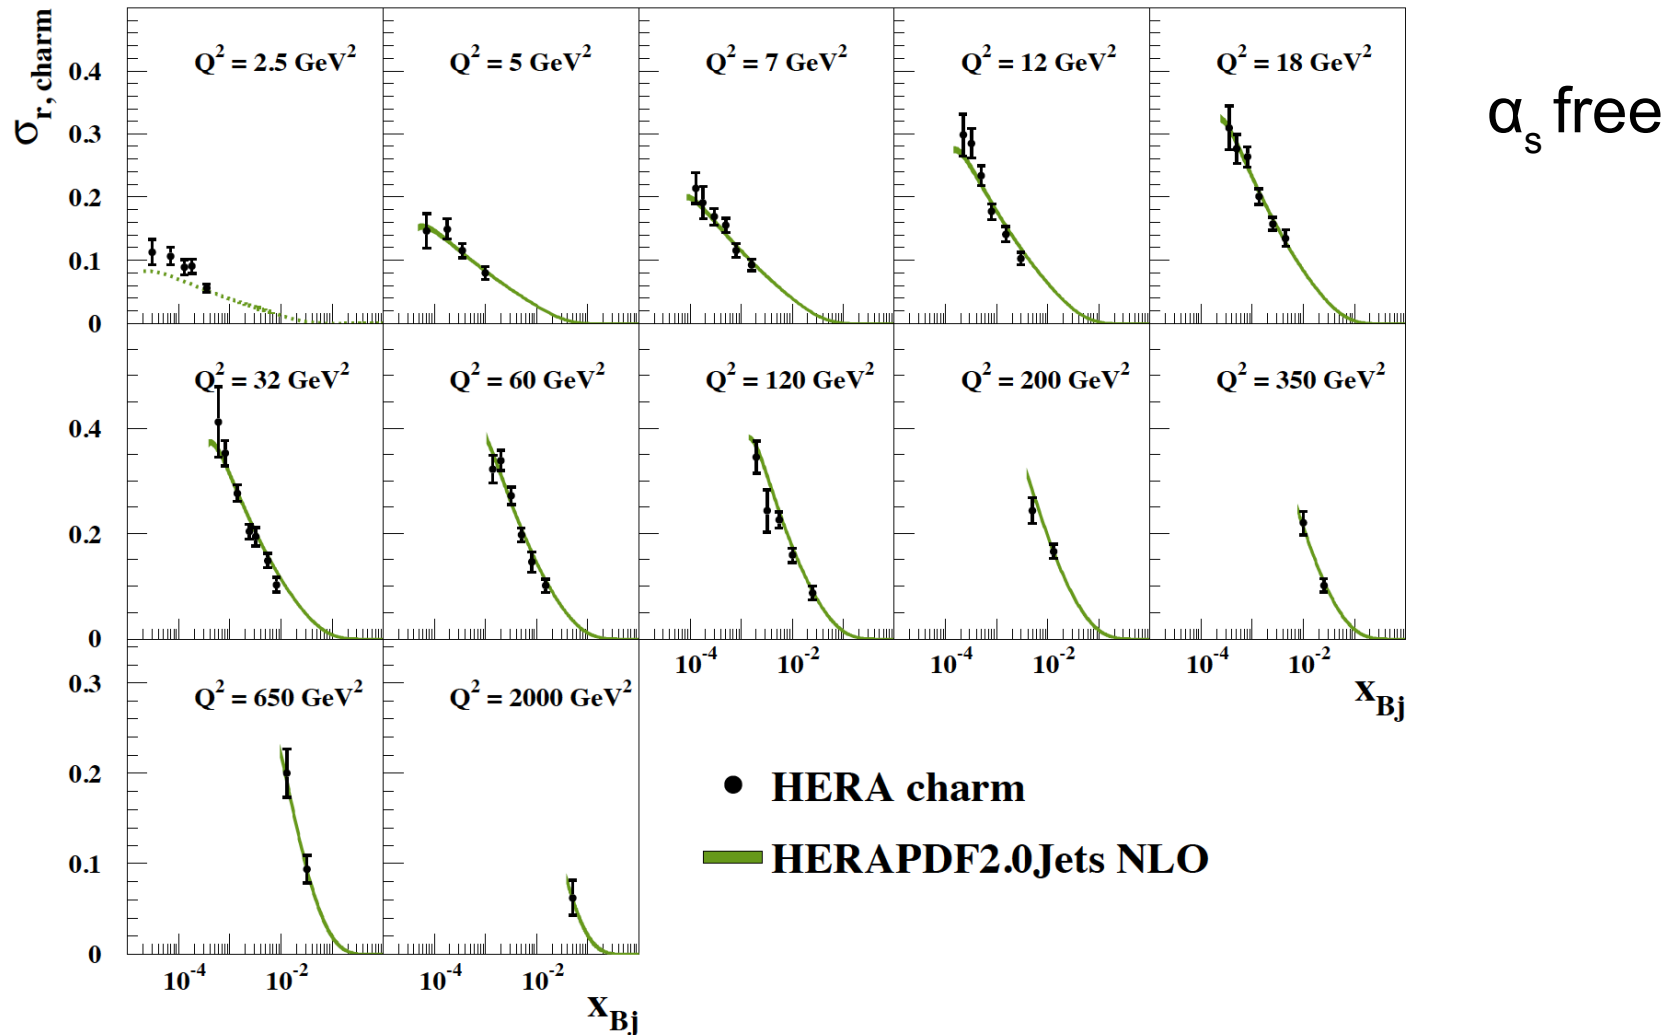 σr, charm
Q² = 2.5 GeV²
Q² = 5 GeV²
Q² = 7 GeV²
Q² = 12 GeV²
Q² = 18 GeV²
αs free
0.4
0.3
0.2
0.1
0
Q² = 32 GeV²
Q² = 60 GeV²
Q² = 120 GeV²
Q² = 200 GeV²
Q² = 350 GeV²
0.4
0.2
0
10⁻⁴ 10⁻²
10⁻⁴ 10⁻²
10⁻⁴ 10⁻²
xBj
Q² = 650 GeV²
Q² = 2000 GeV²
0.3
0.2
0.1
0
10⁻⁴ 10⁻²
10⁻⁴ 10⁻²
xBj
HERA charm
HERAPDF2.0Jets NLO